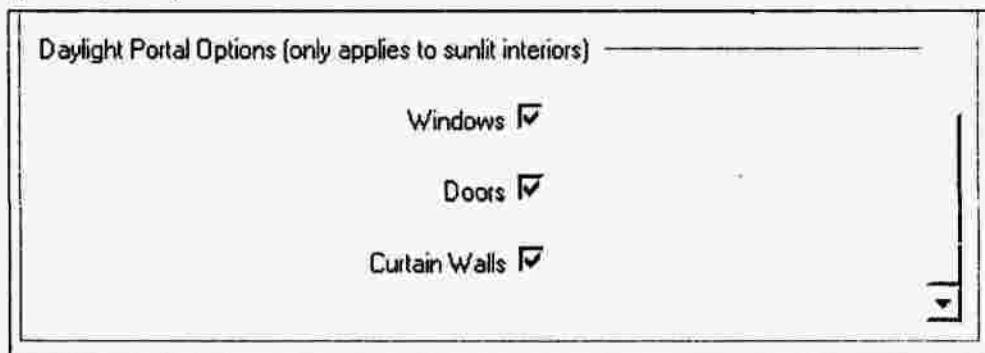 Daylight Portal Options (only applies to sunlit interiors)
Windows
Doors
Curtain Walls